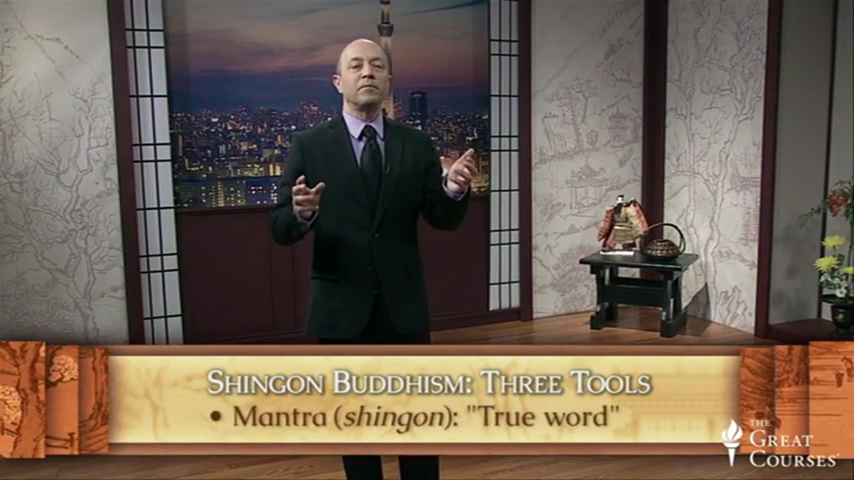 SHINGON BUDDHISM: THREE TOOLS
• Mantra (shingon): "True word"
THE
GREAT
COURSES®